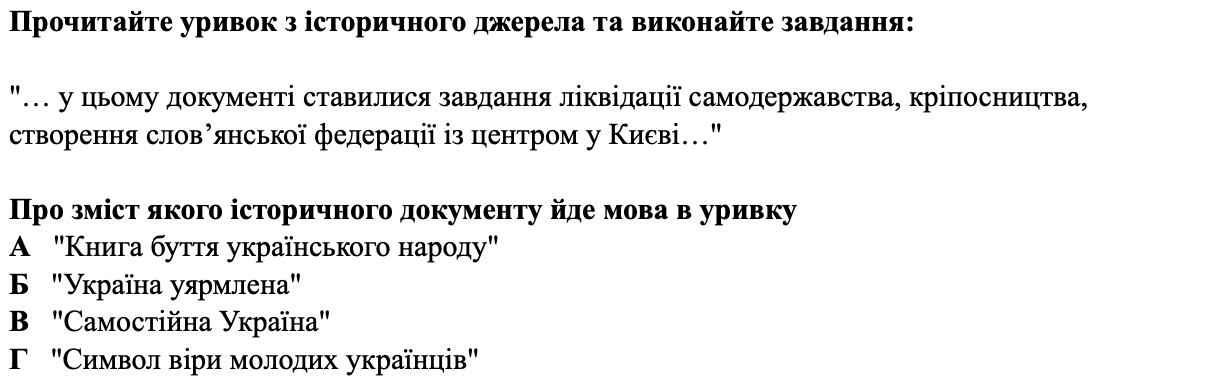 Прочитайте уривок з історичного джерела та виконайте завдання:
"… у цьому документі ставилися завдання ліквідації самодержавства, кріпосництва,
створення слов’янської федерації із центром у Києві…"
Про зміст якого історичного документу йде мова в уривку
А "Книга буття українського народу"
Б "Україна уярмлена"
В "Самостійна Україна"
Г "Символ віри молодих українців"